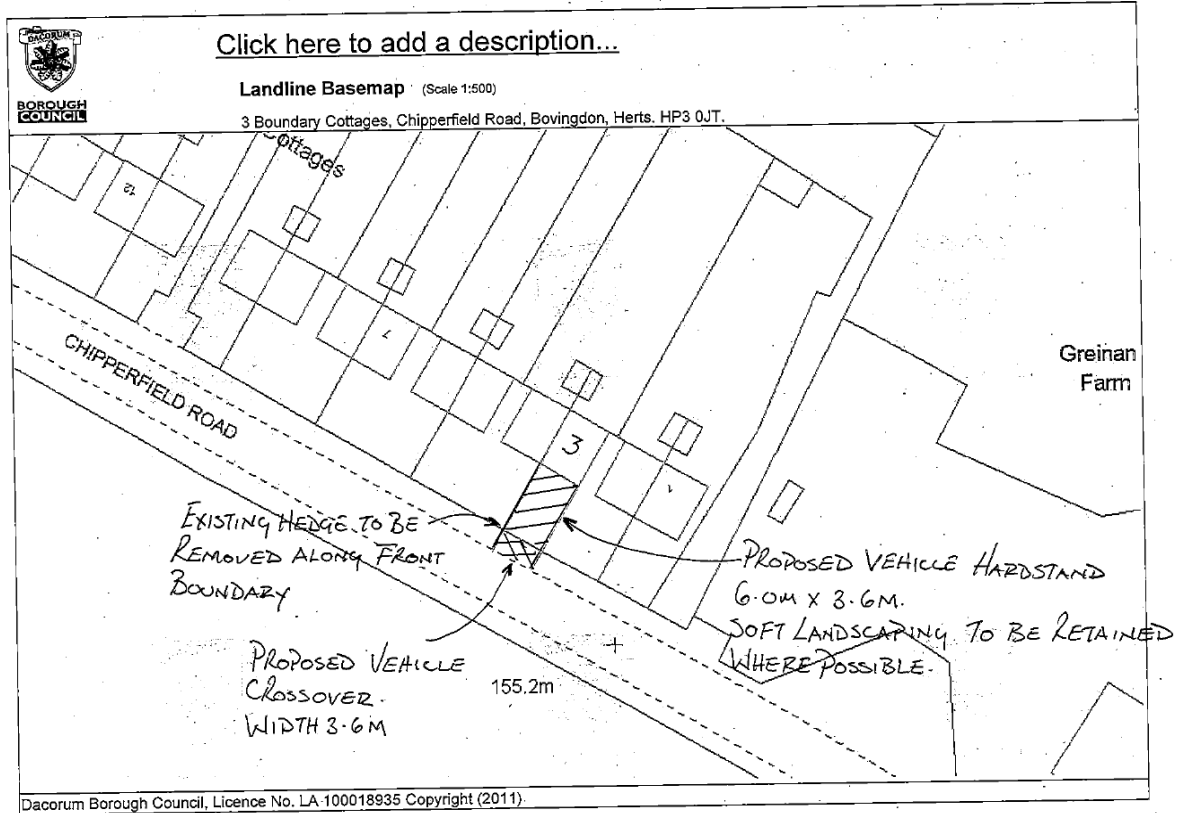 DACORUM
BOROUGH
COUNCIL
Click here to add a description...
Landline Basemap (Scale 1:500)
3 Boundary Cottages, Chipperfield Road, Bovingdon, Herts. HP3 0JT.
Cottages
12
7
3
1
CHIPPERFIELD ROAD
Greinan
Farm
EXISTING HEDGE TO BE
REMOVED ALONG FRONT
BOUNDARY
PROPOSED VEHICLE HARDSTAND
6.0M X 3.6M.
SOFT LANDSCAPING TO BE RETAINED
WHERE POSSIBLE.
PROPOSED VEHICLE
CROSSOVER.
WIDTH 3.6M
155.2m
Dacorum Borough Council, Licence No. LA 100018935 Copyright (2011)